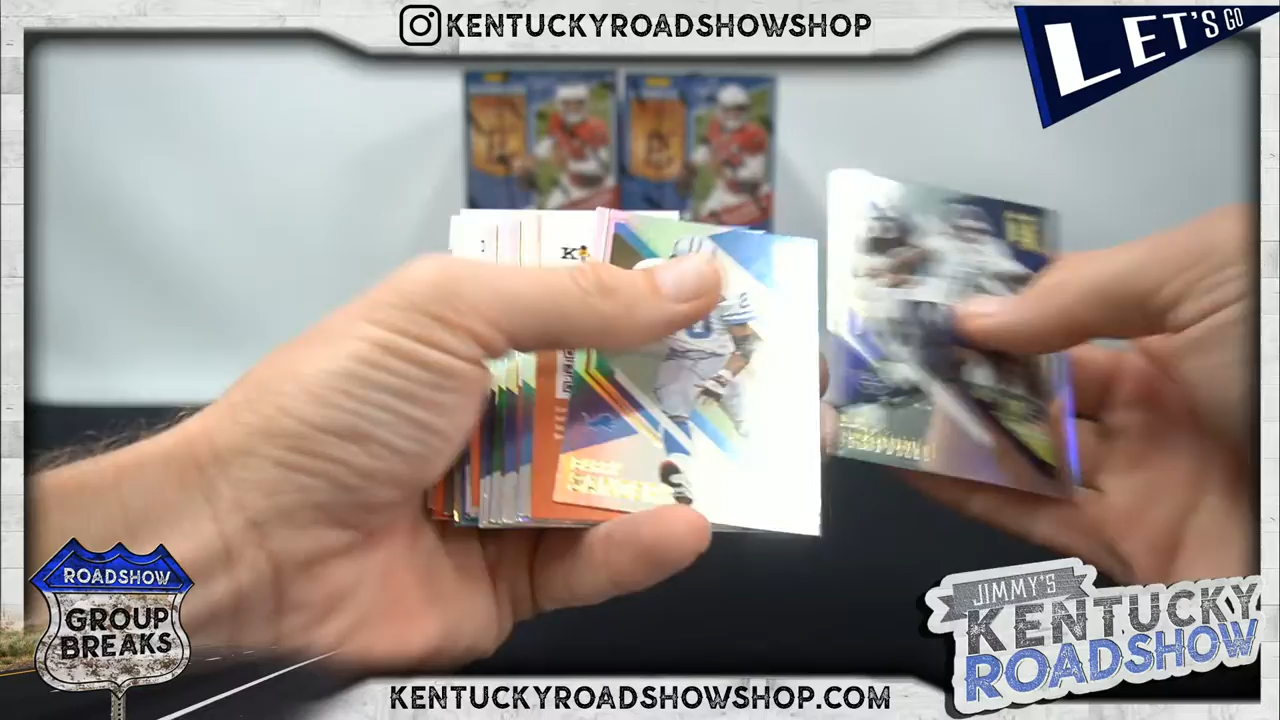 KENTUCKYROADSHOWSHOP
LET'S GO
ROADSHOW
GROUP
BREAKS
JIMMY'S
KENTUCKY
ROADSHOW
KENTUCKYROADSHOWSHOP.COM